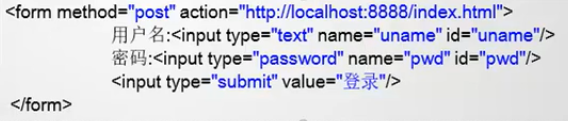 <form method="post" action="http://localhost:8888/index.html">
用户名:<input type="text" name="uname" id="uname"/>
密码:<input type="password" name="pwd" id="pwd"/>
<input type="submit" value="登录"/>
</form>